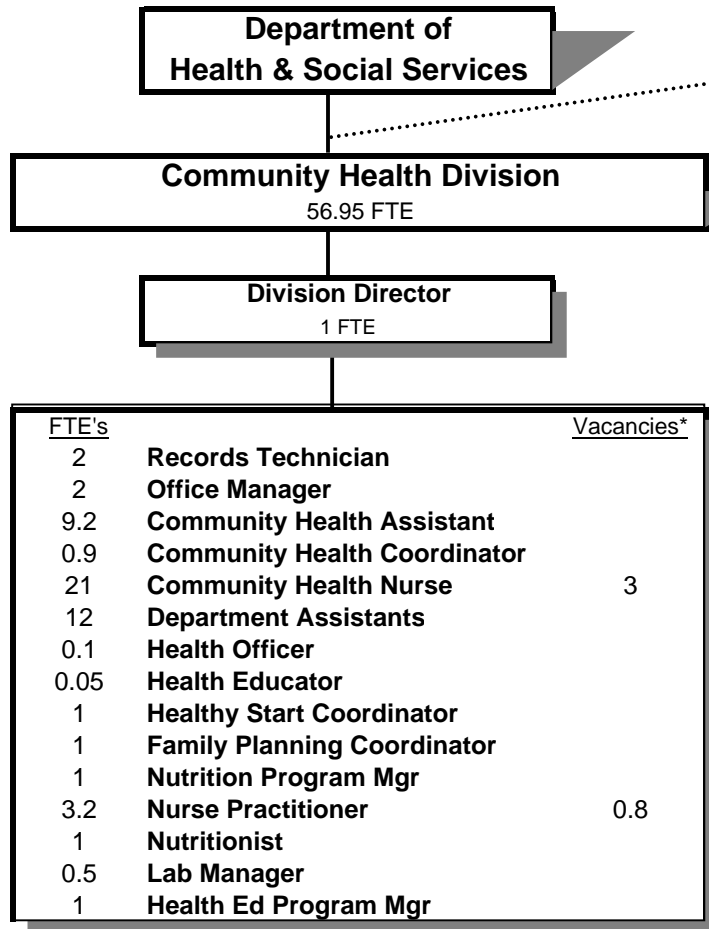 Department of
Health & Social Services
Community Health Division
56.95 FTE
Division Director
1 FTE
FTE's Vacancies*
2 Records Technician
2 Office Manager
9.2 Community Health Assistant
0.9 Community Health Coordinator
21 Community Health Nurse 3
12 Department Assistants
0.1 Health Officer
0.05 Health Educator
1 Healthy Start Coordinator
1 Family Planning Coordinator
1 Nutrition Program Mgr
3.2 Nurse Practitioner 0.8
1 Nutritionist
0.5 Lab Manager
1 Health Ed Program Mgr